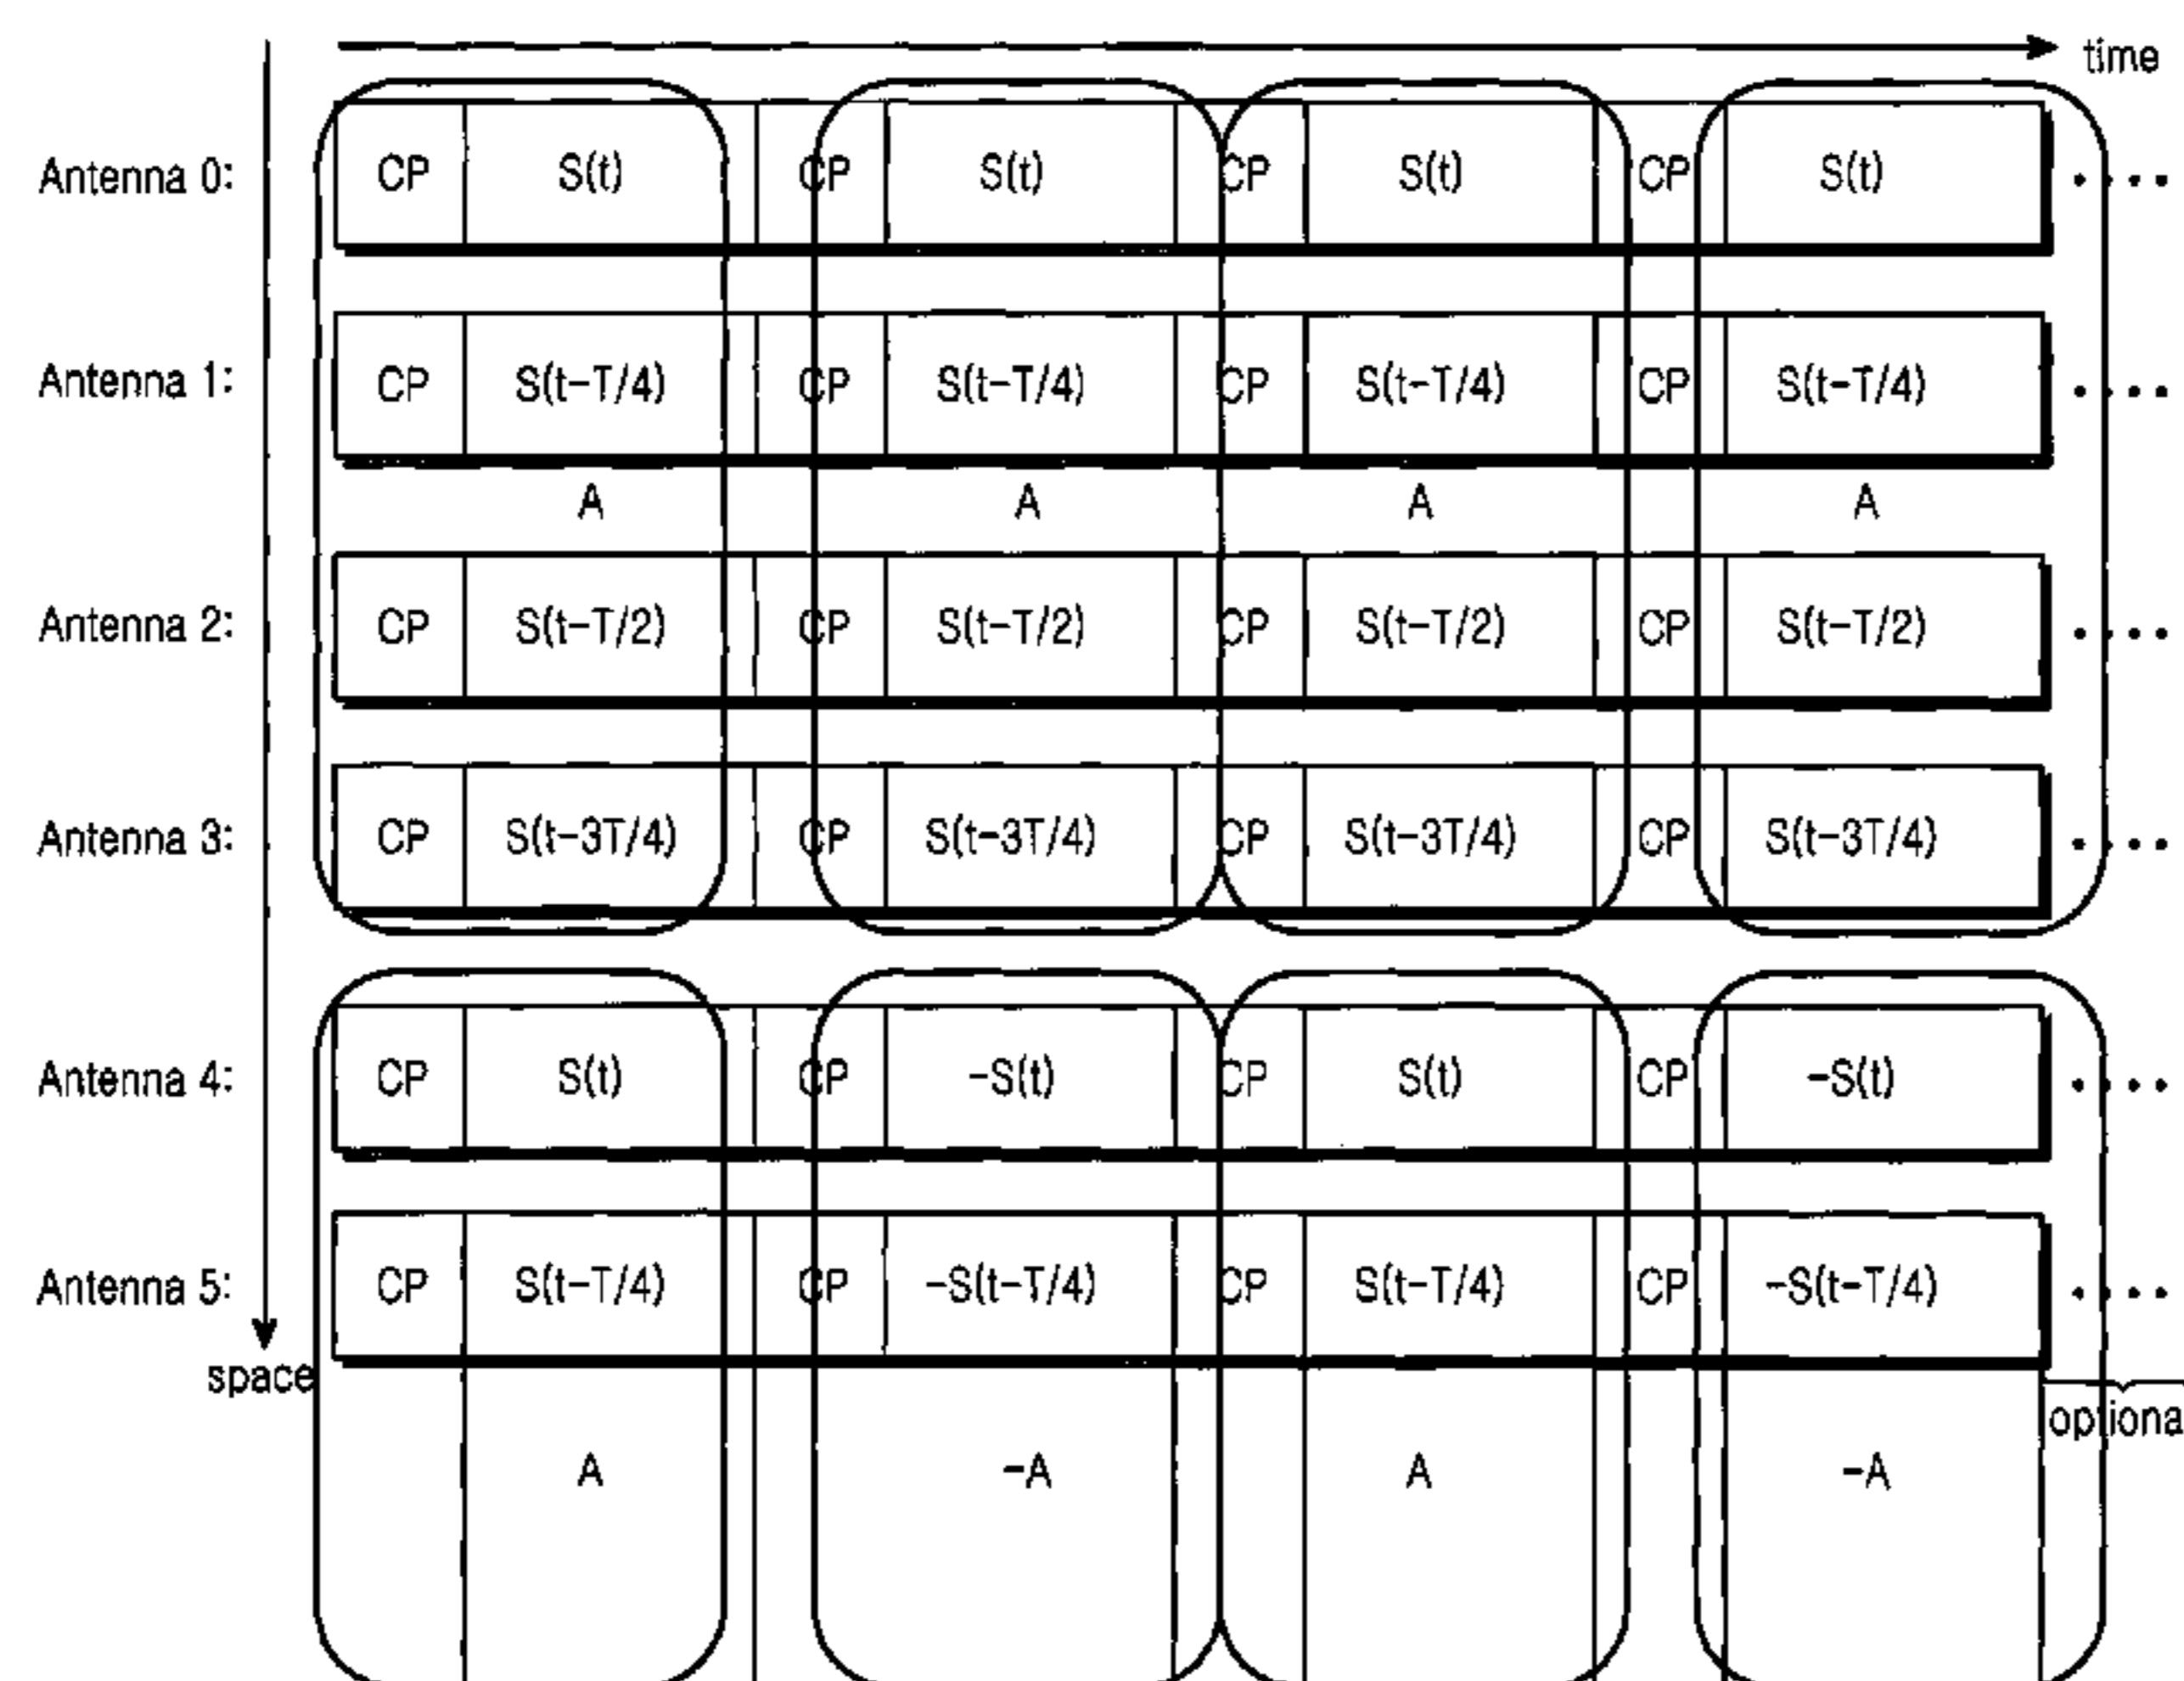 time
Antenna 0: CP S(t) CP S(t) CP S(t) CP S(t) ····
Antenna 1: CP S(t-T/4) CP S(t-T/4) CP S(t-T/4) CP S(t-T/4) ····
A A A A
Antenna 2: CP S(t-T/2) CP S(t-T/2) CP S(t-T/2) CP S(t-T/2) ····
Antenna 3: CP S(t-3T/4) CP S(t-3T/4) CP S(t-3T/4) CP S(t-3T/4) ····
Antenna 4: CP S(t) CP -S(t) CP S(t) CP -S(t) ····
Antenna 5: CP S(t-T/4) CP -S(t-T/4) CP S(t-T/4) CP -S(t-T/4) ····
space
optiona
A -A A -A